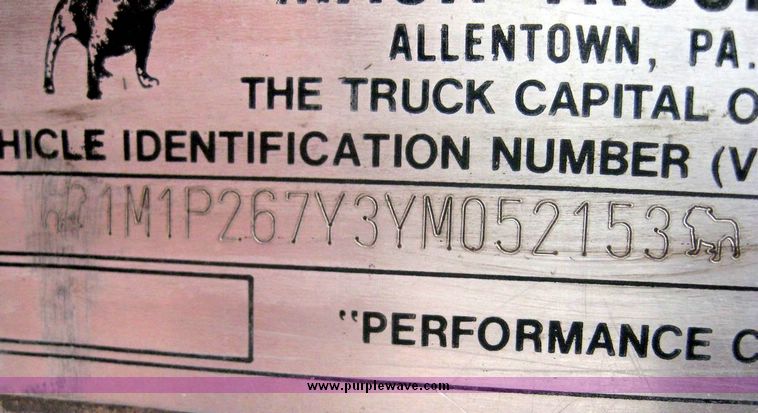 ALLENTOWN, PA.
THE TRUCK CAPITAL O
HICLE IDENTIFICATION NUMBER (V
1M1P267Y3YM052153
"PERFORMANCE C
www.purplewave.com